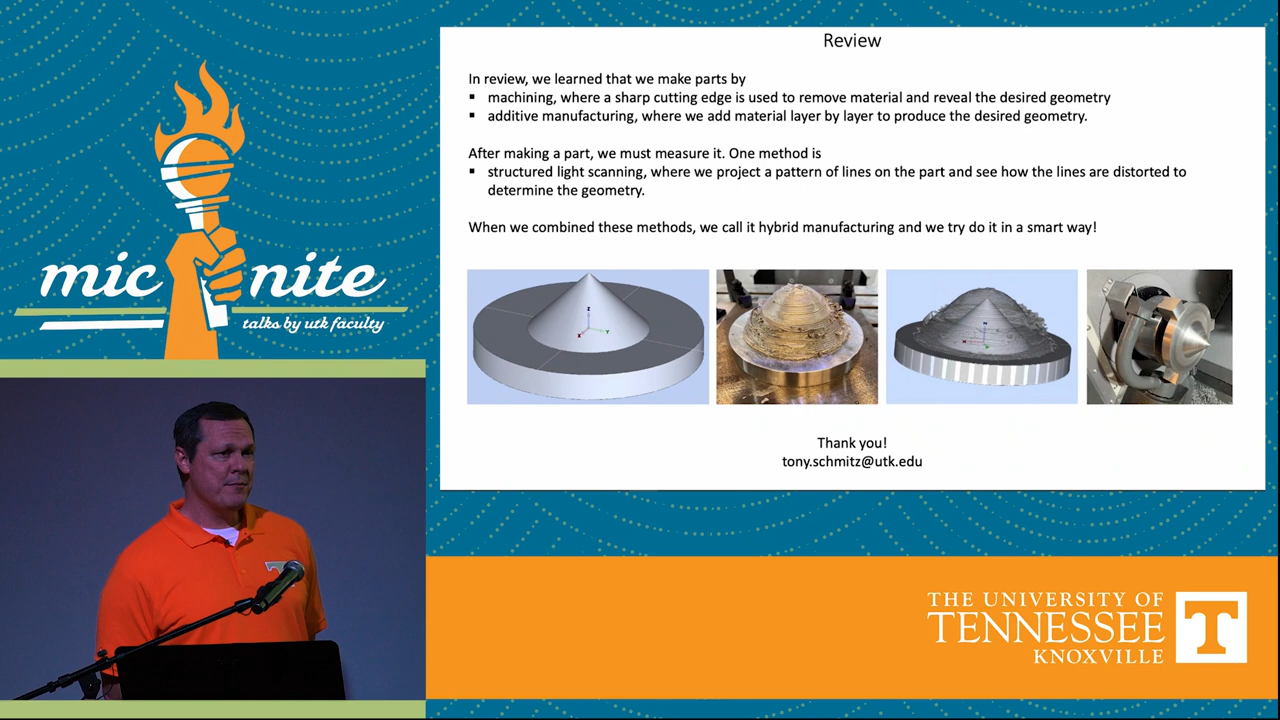 mic nite
talks by utk faculty
Review
In review, we learned that we make parts by
▪ machining, where a sharp cutting edge is used to remove material and reveal the desired geometry
▪ additive manufacturing, where we add material layer by layer to produce the desired geometry.
After making a part, we must measure it. One method is
▪ structured light scanning, where we project a pattern of lines on the part and see how the lines are distorted to
determine the geometry.
When we combined these methods, we call it hybrid manufacturing and we try do it in a smart way!
Thank you!
tony.schmitz@utk.edu
T
THE UNIVERSITY OF
TENNESSEE
KNOXVILLE
T